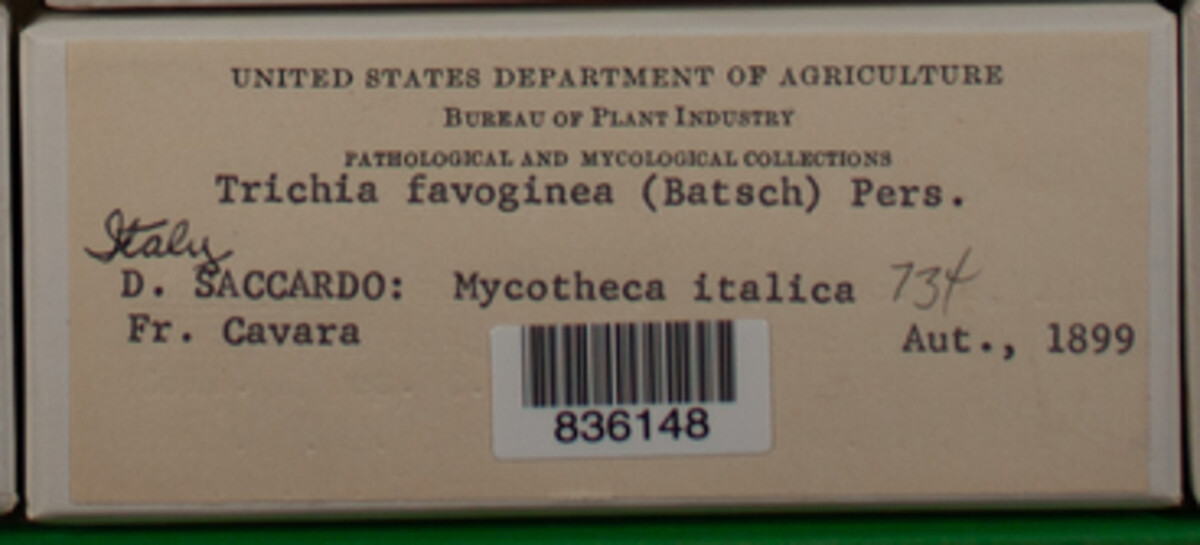 UNITED STATES DEPARTMENT OF AGRICULTURE
BUREAU OF PLANT INDUSTRY
PATHOLOGICAL AND MYCOLOGICAL COLLECTIONS
Trichia favoginea (Batsch) Pers.
Italy
D. SACCARDO: Mycotheca italica 734
Fr. Cavara Aut., 1899
836148